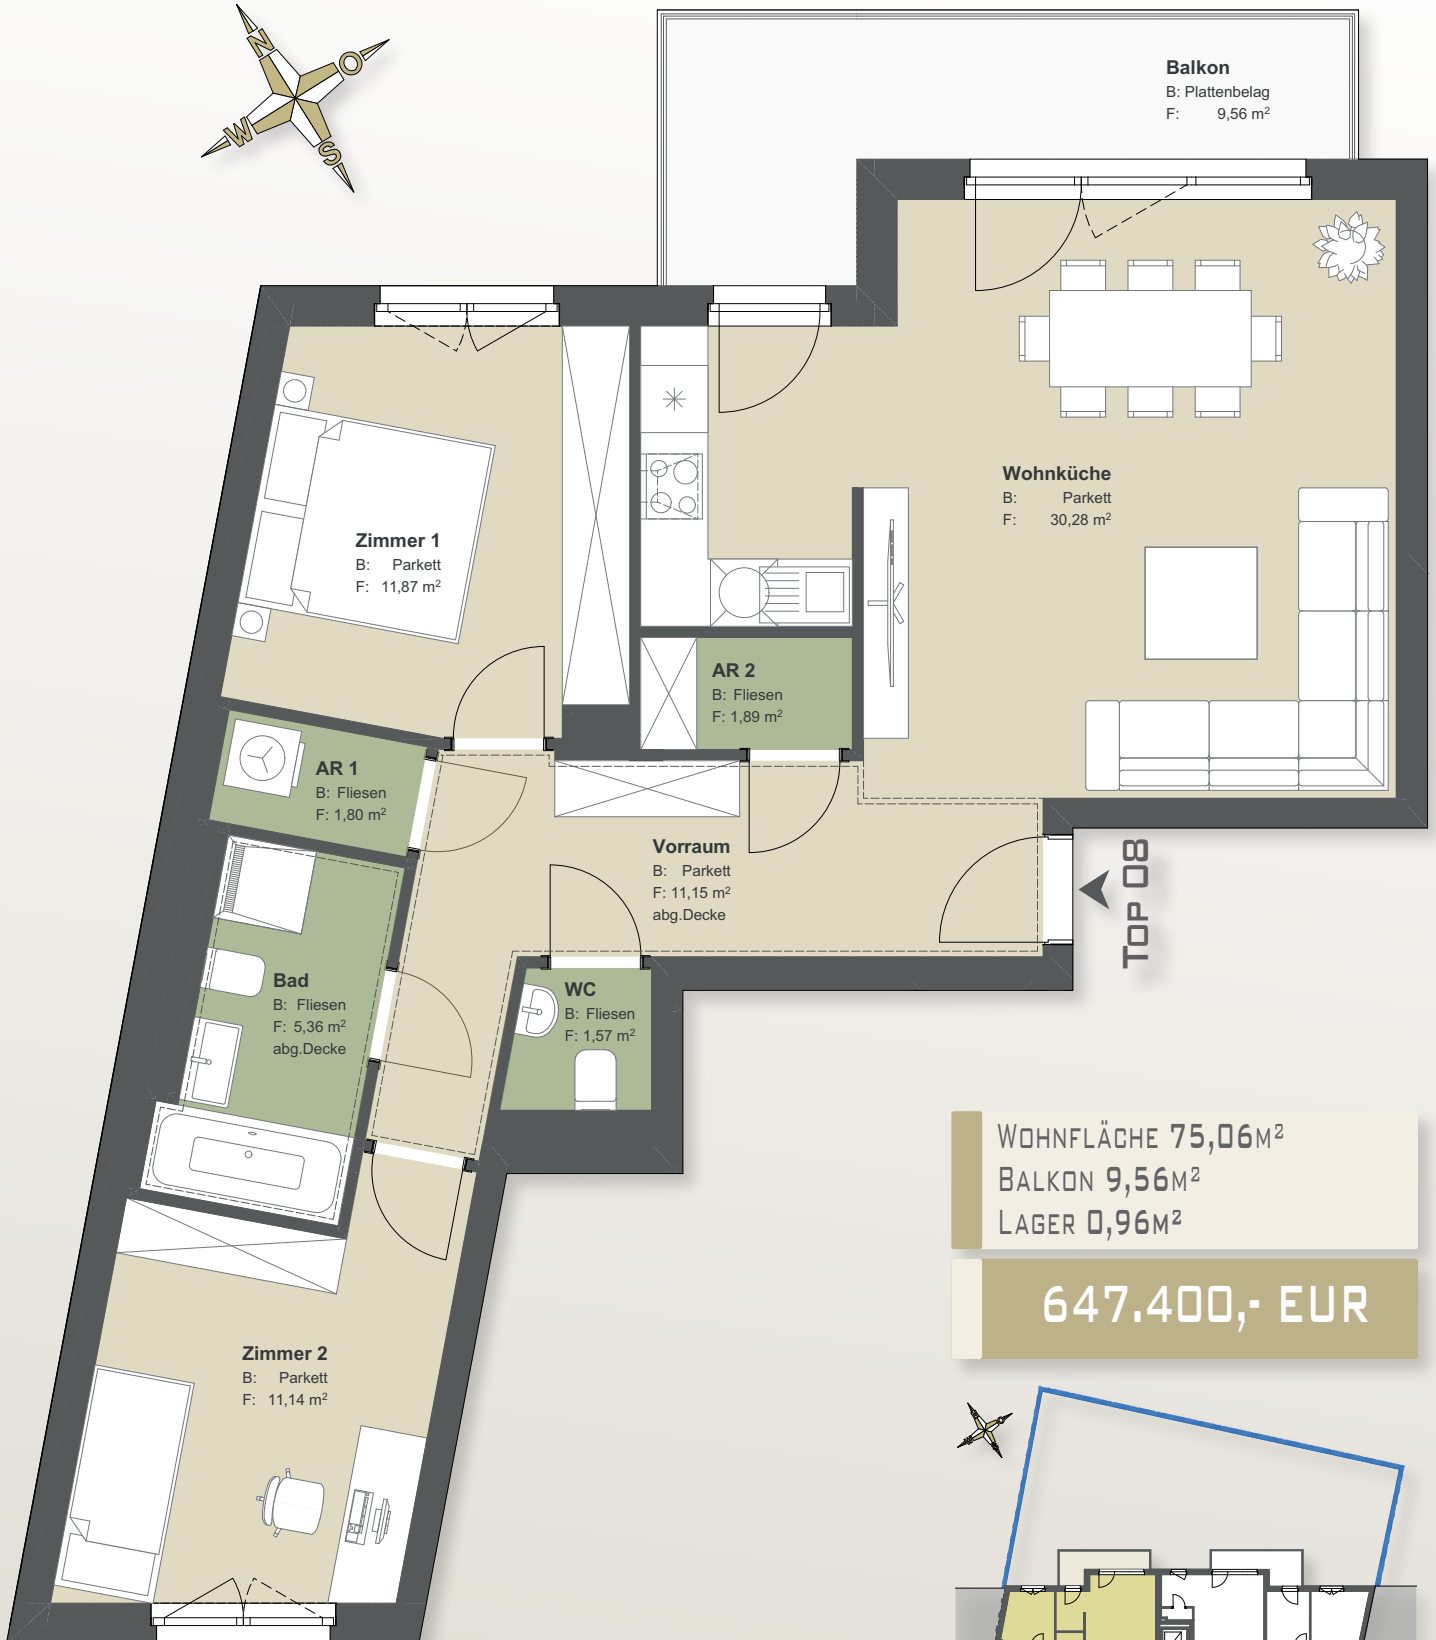 N
O
W
S
Balkon
B: Plattenbelag
F: 9,56 m²
Wohnküche
B: Parkett
F: 30,28 m²
Zimmer 1
B: Parkett
F: 11,87 m²
AR 2
B: Fliesen
F: 1,89 m²
AR 1
B: Fliesen
F: 1,80 m²
Vorraum
B: Parkett
F: 11,15 m²
abg.Decke
TOP 08
Bad
B: Fliesen
F: 5,36 m²
abg.Decke
WC
B: Fliesen
F: 1,57 m²
WOHNFLÄCHE 75,06M²
BALKON 9,56M²
LAGER 0,96M²
647.400,- EUR
Zimmer 2
B: Parkett
F: 11,14 m²